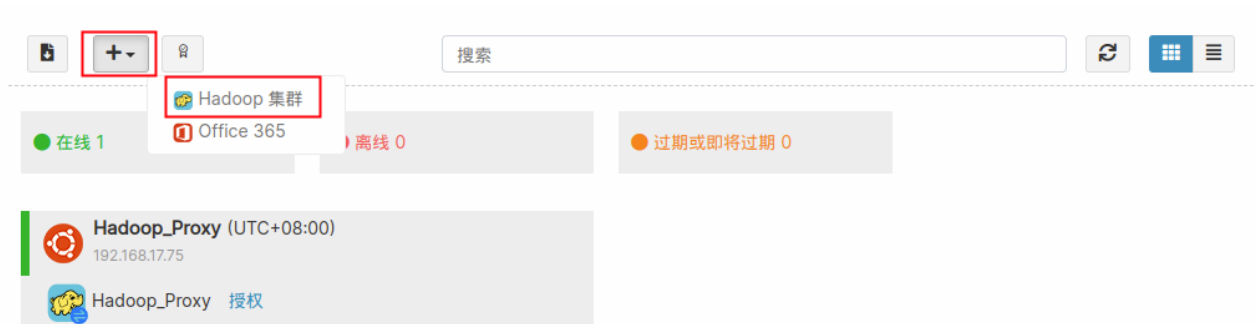 搜索
Hadoop 集群
Office 365
在线 1
离线 0
过期或即将过期 0
Hadoop_Proxy (UTC+08:00)
192.168.17.75
Hadoop_Proxy 授权